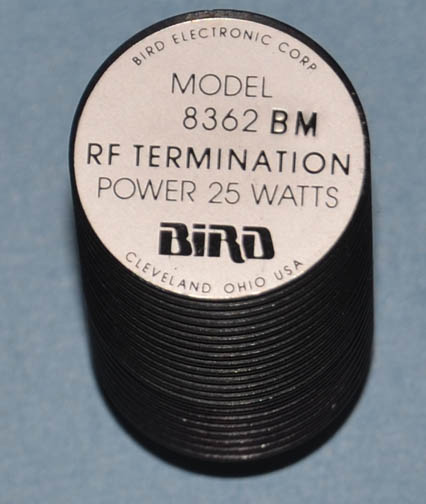 BIRD ELECTRONIC CORP
MODEL
8362 BM
RF TERMINATION
POWER 25 WATTS
BIRD
CLEVELAND OHIO USA